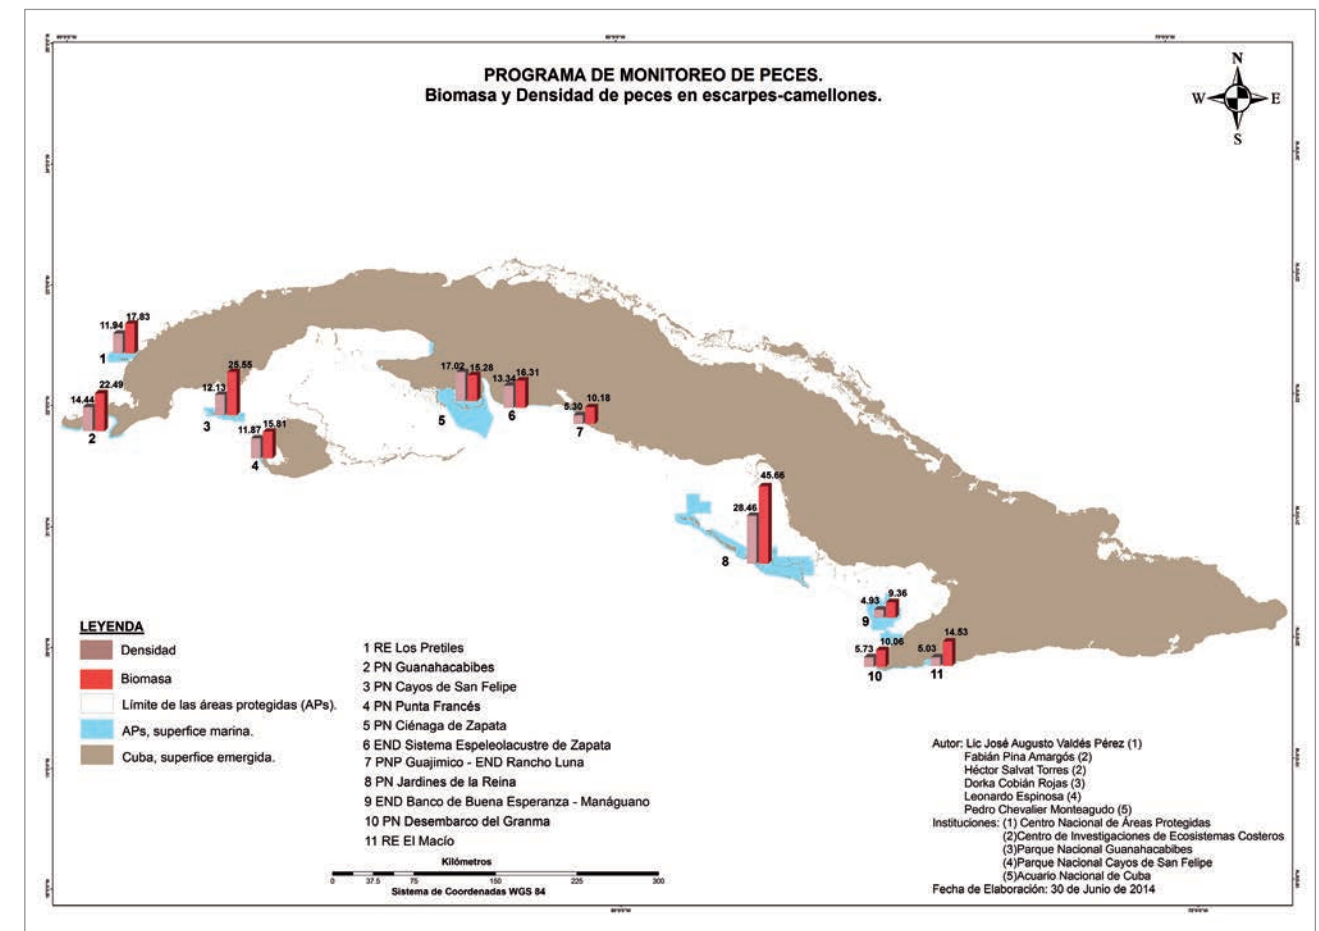 PROGRAMA DE MONITOREO DE PECES.
Biomasa y Densidad de peces en escarpes-camellones.
N
W E
S
11.94 17.83
1
14.44 22.49
2
12.13 25.55
3
11.87 15.81
4
17.02 15.28
5
13.34 16.31
6
5.30 10.18
7
28.46 45.66
8
4.93 9.36
9
5.73 10.06
10
5.03 14.53
11
LEYENDA
Densidad
Biomasa
Límite de las áreas protegidas (APs).
APs, superfice marina.
Cuba, superfice emergida.
1 RE Los Pretiles
2 PN Guanahacabibes
3 PN Cayos de San Felipe
4 PN Punta Francés
5 PN Ciénaga de Zapata
6 END Sistema Espeleolacustre de Zapata
7 PNP Guajimico - END Rancho Luna
8 PN Jardines de la Reina
9 END Banco de Buena Esperanza - Manáguano
10 PN Desembarco del Granma
11 RE El Macío
Kilómetros
0 37.5 75 150 225 300
Sistema de Coordenadas WGS 84
Autor: Lic José Augusto Valdés Pérez (1)
Fabián Pina Amargós (2)
Héctor Salvat Torres (2)
Dorka Cobián Rojas (3)
Leonardo Espinosa (4)
Pedro Chevalier Monteagudo (5)
Instituciones: (1) Centro Nacional de Áreas Protegidas
(2)Centro de Investigaciones de Ecosistemas Costeros
(3)Parque Nacional Guanahacabibes
(4)Parque Nacional Cayos de San Felipe
(5)Acuario Nacional de Cuba
Fecha de Elaboración: 30 de Junio de 2014